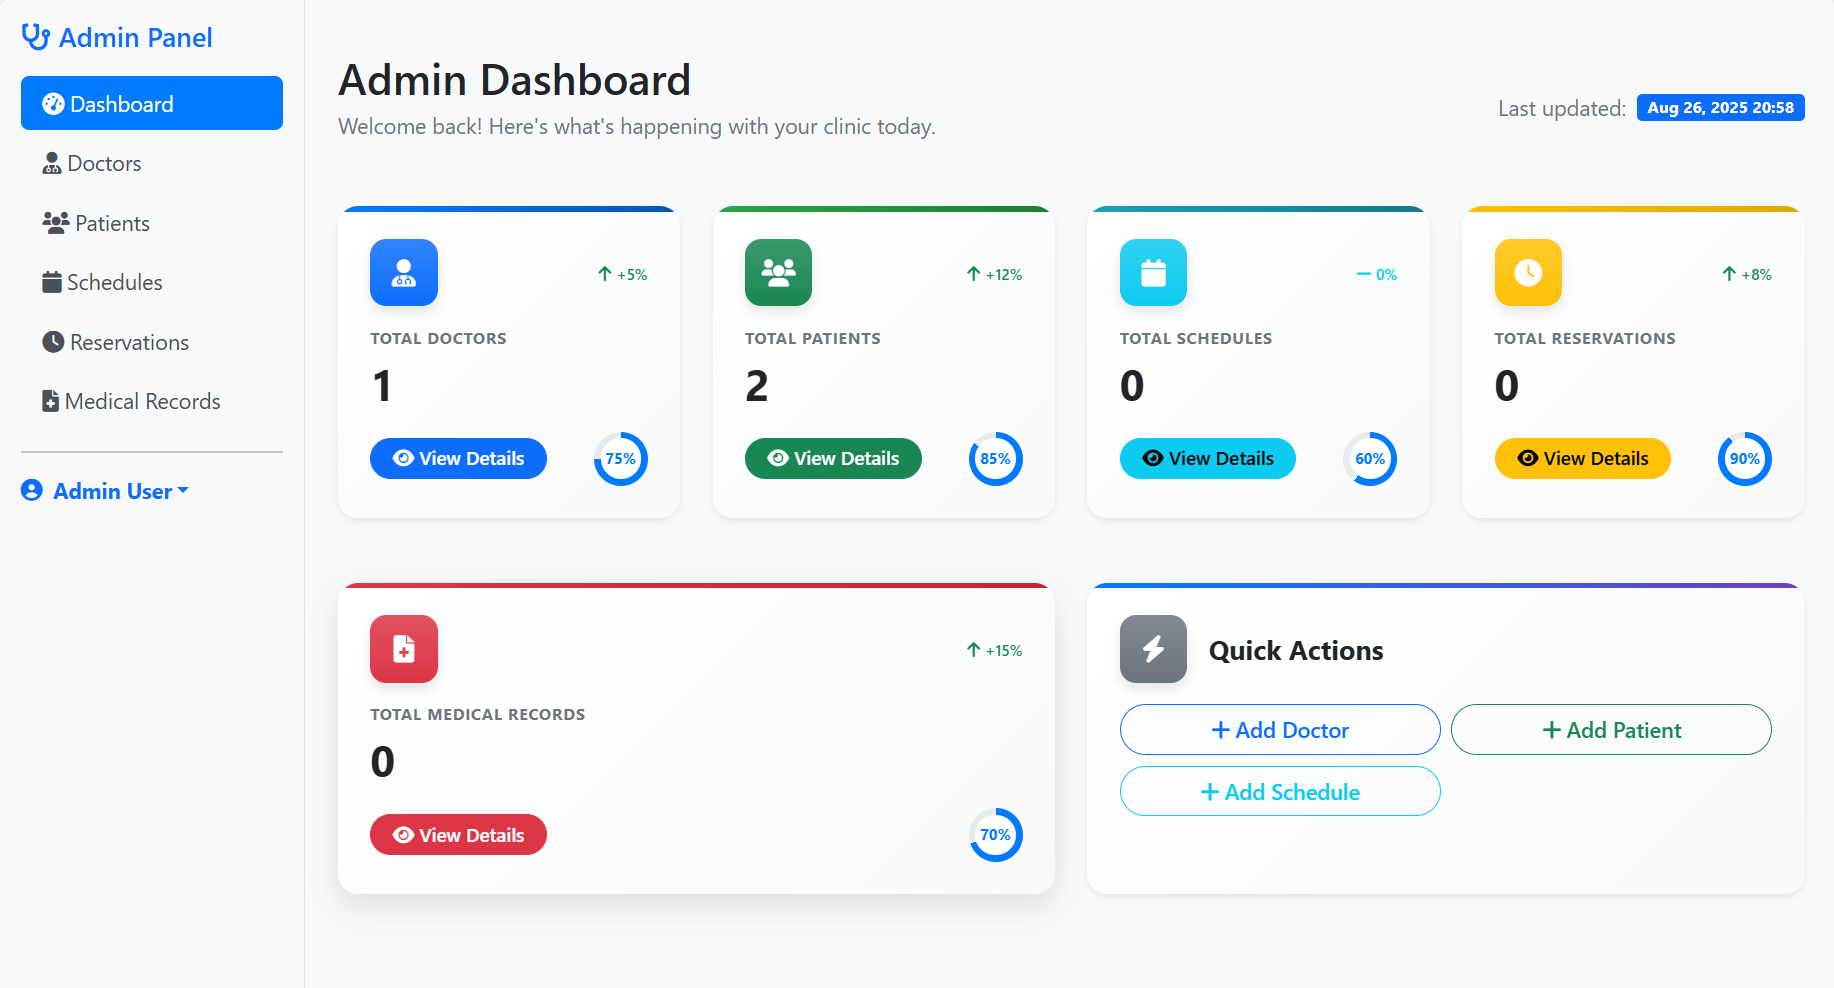 Admin Panel
Dashboard
Doctors
Patients
Schedules
Reservations
Medical Records
Admin User
Admin Dashboard
Welcome back! Here's what's happening with your clinic today.
Last updated: Aug 26, 2025 20:58
+5%
TOTAL DOCTORS
1
View Details
75%
+12%
TOTAL PATIENTS
2
View Details
85%
0%
TOTAL SCHEDULES
0
View Details
60%
+8%
TOTAL RESERVATIONS
0
View Details
90%
+15%
TOTAL MEDICAL RECORDS
0
View Details
70%
Quick Actions
+ Add Doctor
+ Add Patient
+ Add Schedule